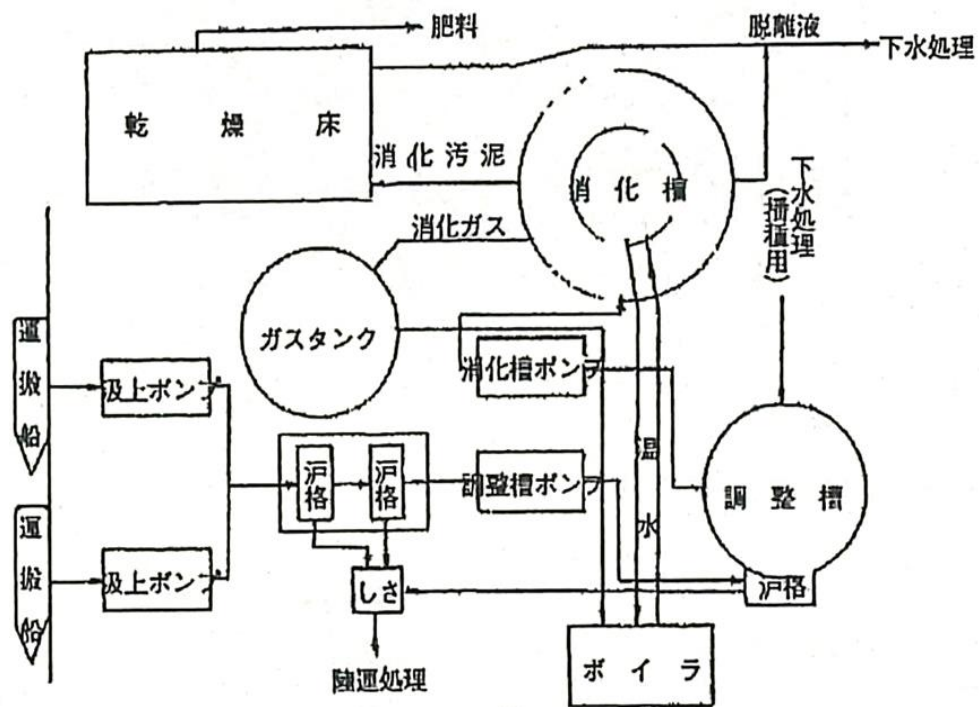 肥料
脱離液
下水処理
乾燥床
消化汚泥
消化槽
下水処理
消化ガス
ガスタンク
運搬船
汲上ポンプ
消化槽ポンプ
沪格
沪格
調整槽ポンプ
温水
調整槽
運搬船
汲上ポンプ
しさ
沪格
陸運処理
ボイラ